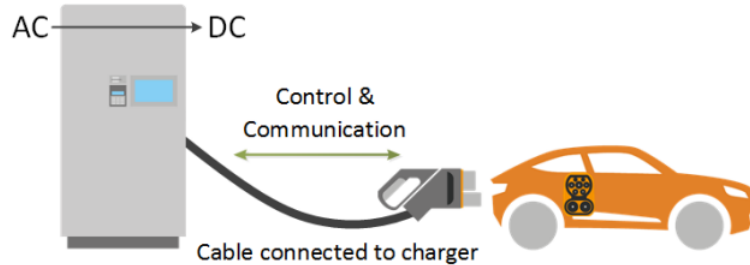 AC DC
Control &
Communication
Cable connected to charger